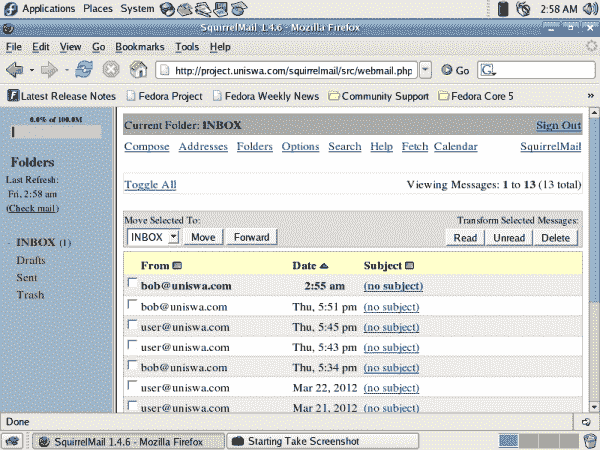 Applications Places System 2:58 AM
SquirrelMail 1.4.6 - Mozilla Firefox
File Edit View Go Bookmarks Tools Help
http://project.uniswa.com/squirrelmail/src/webmail.php Go
Latest Release Notes Fedora Project Fedora Weekly News Community Support Fedora Core 5 »
0.0% of 100.0M
Folders
Last Refresh:
Fri, 2:58 am
(Check mail)
- INBOX (1)
Drafts
Sent
Trash
Current Folder: INBOX Sign Out
Compose Addresses Folders Options Search Help Fetch Calendar SquirrelMail
Toggle All Viewing Messages: 1 to 13 (13 total)
Move Selected To: Transform Selected Messages:
INBOX Move Forward Read Unread Delete
From Date Subject
bob@uniswa.com 2:55 am (no subject)
bob@uniswa.com Thu, 5:51 pm (no subject)
user@uniswa.com Thu, 5:45 pm (no subject)
user@uniswa.com Thu, 5:43 pm (no subject)
bob@uniswa.com Thu, 5:34 pm (no subject)
user@uniswa.com Mar 22, 2012 (no subject)
user@uniswa.com Mar 21, 2012 (no subject)
Done
SquirrelMail 1.4.6 - Mozilla Firefox Starting Take Screenshot